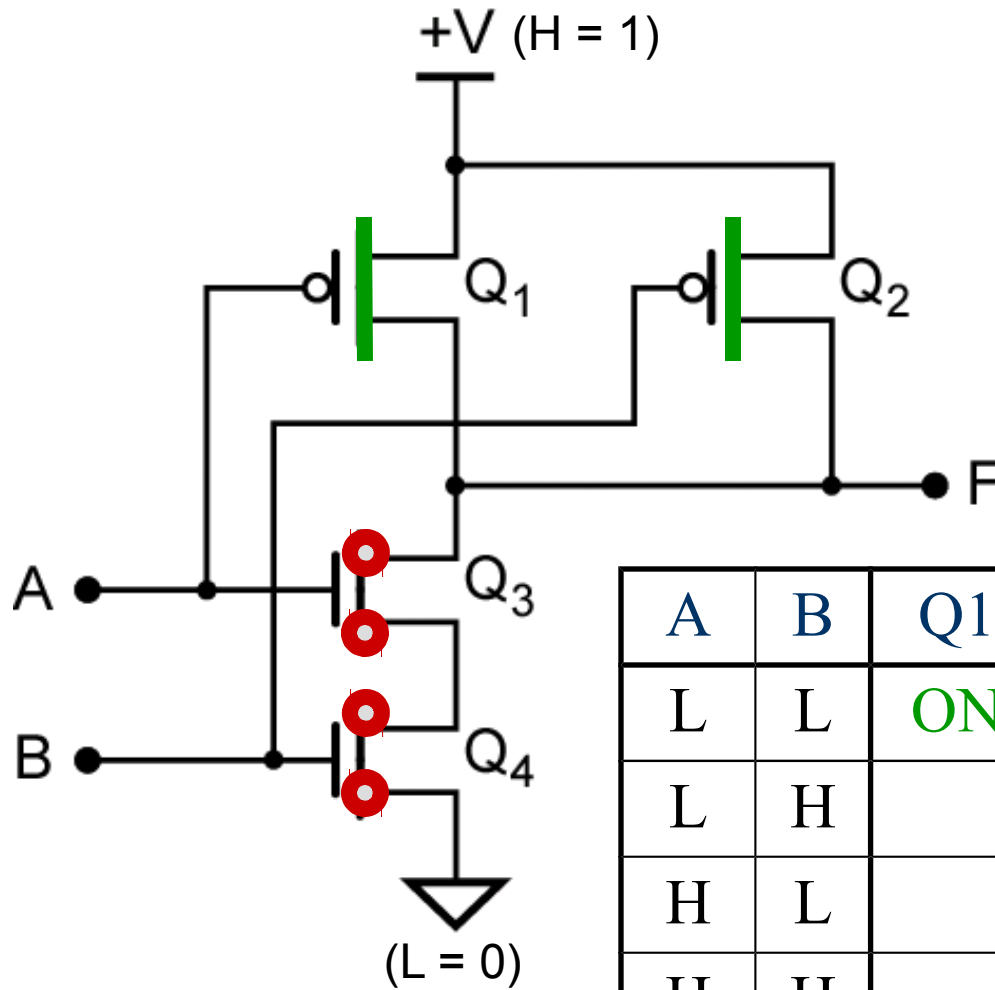 +V (H = 1)
Q1
Q2
F
A
Q3
B
Q4
(L = 0)
A B Q1
L L ON
L H
H L
H H